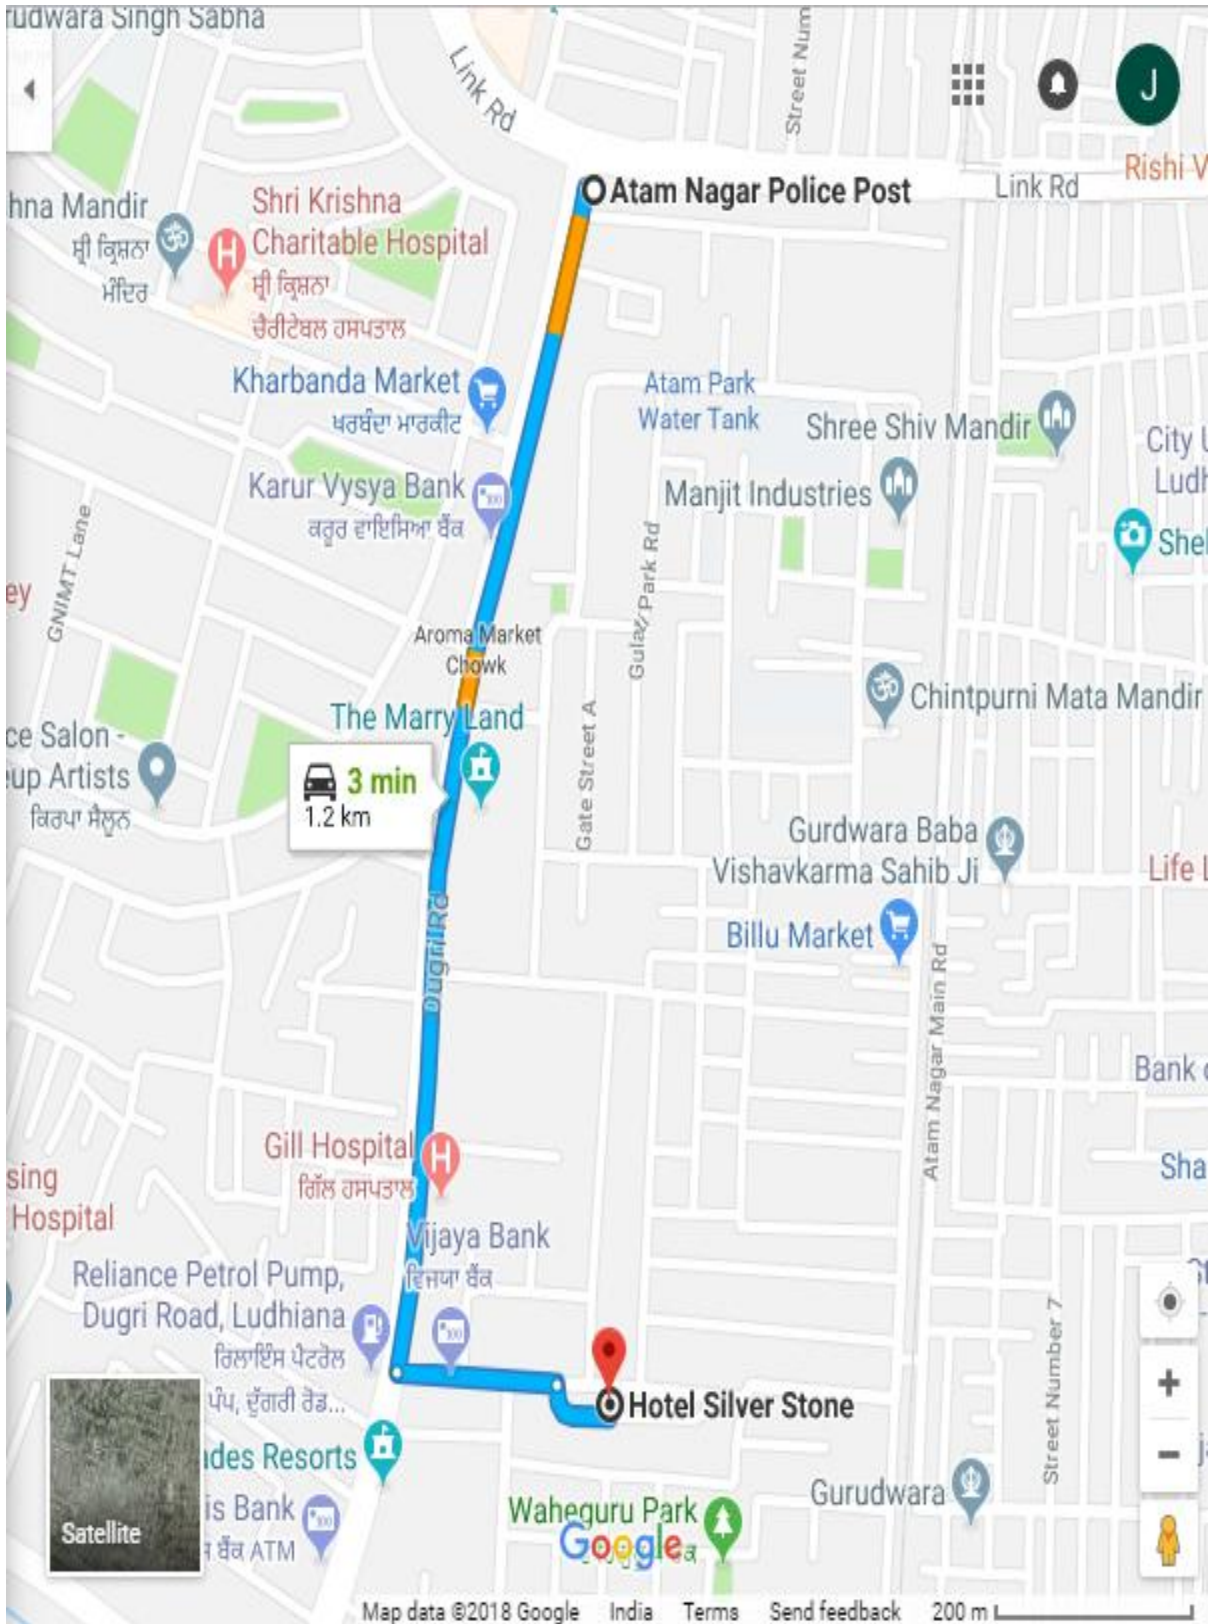 rudwara Singh Sabha
Link Rd
Street Num
J
Atam Nagar Police Post
Link Rd
Rishi V
hna Mandir
ਸ਼੍ਰੀ ਕ੍ਰਿਸ਼ਨਾ
ਮੰਦਿਰ
Shri Krishna
Charitable Hospital
ਸ਼੍ਰੀ ਕ੍ਰਿਸ਼ਨਾ
ਚੈਰੀਟੇਬਲ ਹਸਪਤਾਲ
Kharbanda Market
ਖਰਬੰਦਾ ਮਾਰਕੀਟ
Atam Park
Water Tank
Shree Shiv Mandir
City U
Ludh
Karur Vysya Bank
ਕਰੂਰ ਵਾਇਸਿਆ ਬੈਂਕ
Manjit Industries
Shel
GNIMT Lane
ey
Park Rd
Aroma Market
Chowk
Chintpurni Mata Mandir
The Marry Land
Gate Street A
ce Salon -
eup Artists
ਕਿਰਪਾ ਸੈਲੂਨ
3 min
1.2 km
Gurdwara Baba
Vishavkarma Sahib Ji
Life L
Billu Market
Dugri Rd
Atam Nagar Main Rd
Bank
Gill Hospital
ਗਿੱਲ ਹਸਪਤਾਲ
sing
Hospital
Sha
Vijaya Bank
ਵਿਜਯਾ ਬੈਂਕ
Reliance Petrol Pump,
Dugri Road, Ludhiana
ਰਿਲਾਇੰਸ ਪੈਟਰੋਲ
ਪੰਪ, ਦੁੱਗਰੀ ਰੋਡ...
Street Number 7
Hotel Silver Stone
ades Resorts
Gurudwara
is Bank
ਬੈਂਕ ATM
Satellite
Waheguru Park
Google
Map data ©2018 Google India Terms Send feedback 200 m